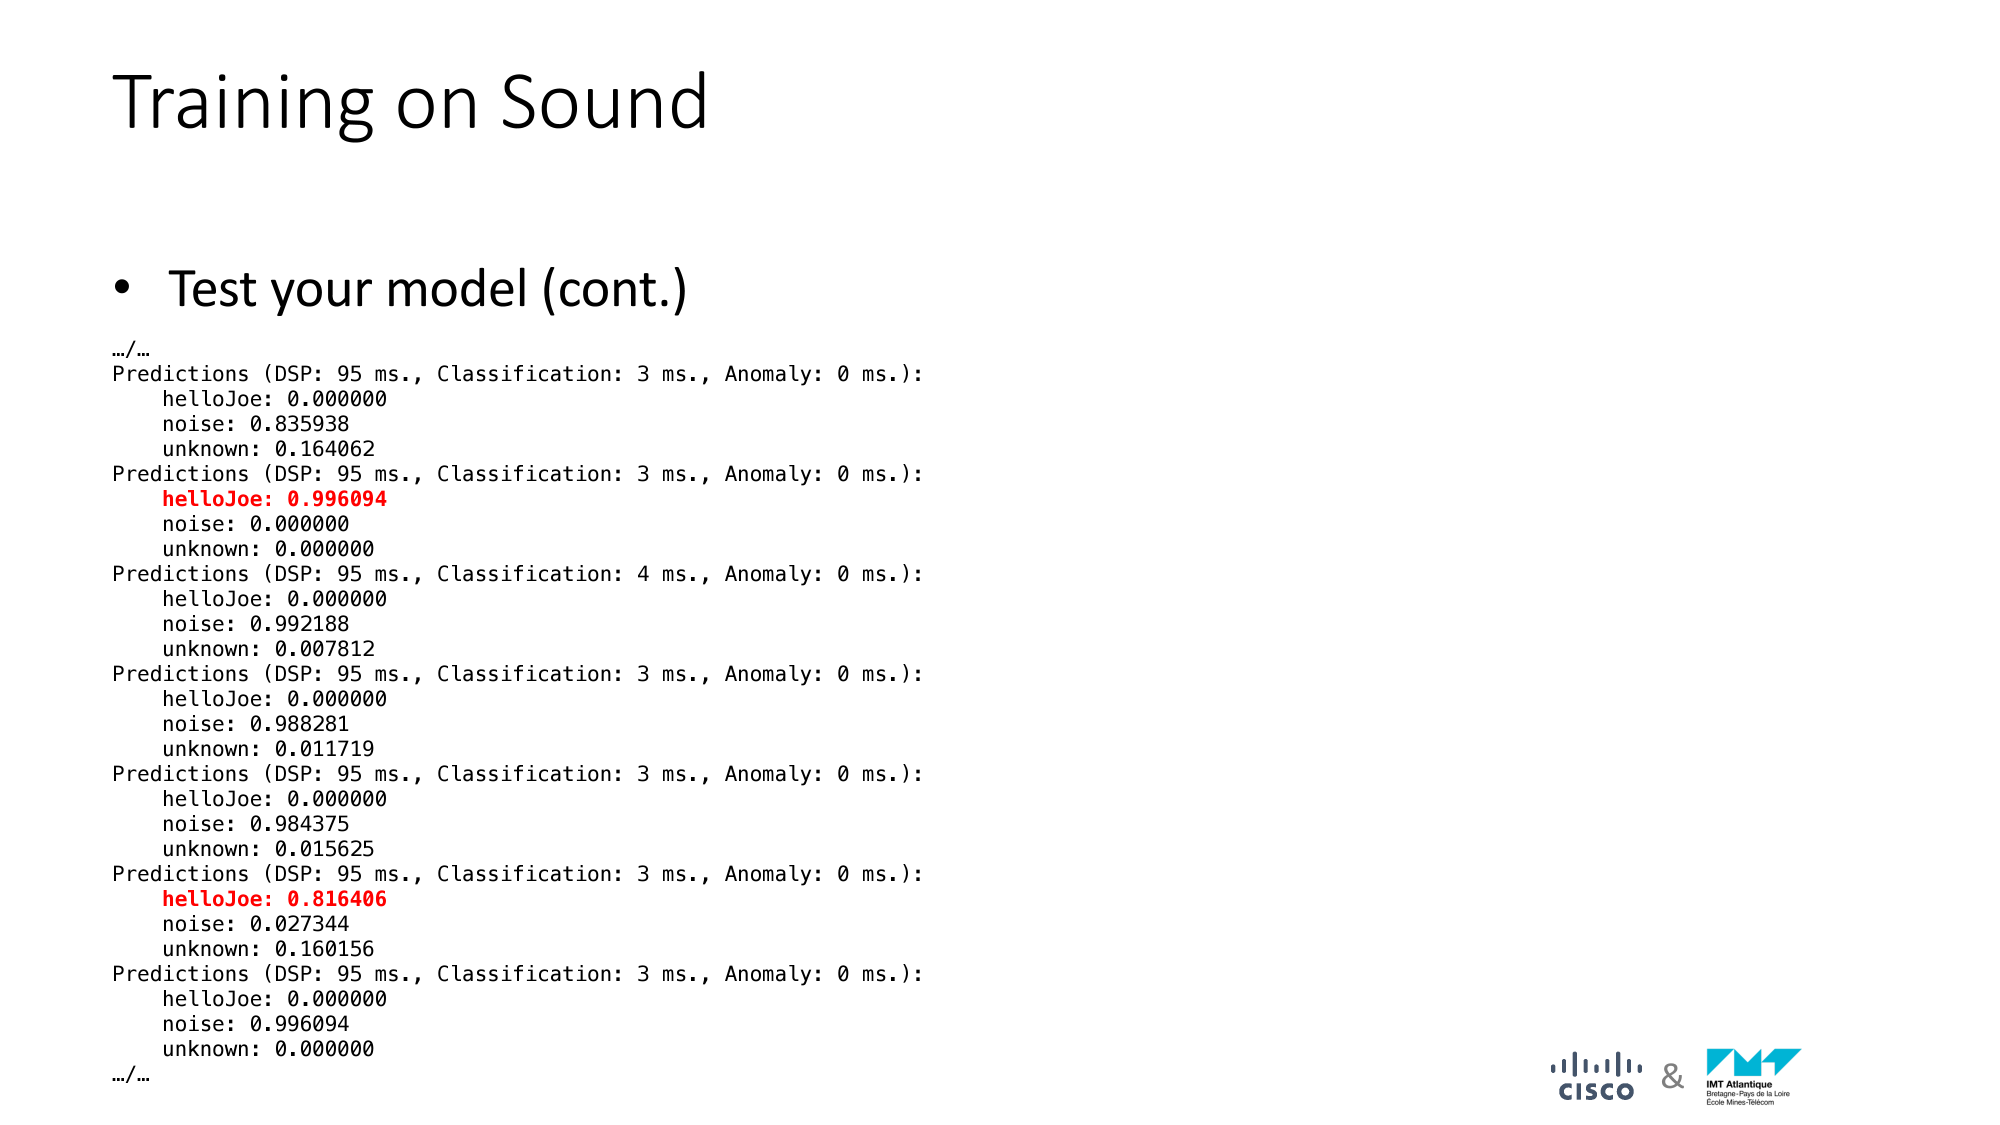 Training on Sound
• Test your model (cont.)
…/…
Predictions (DSP: 95 ms., Classification: 3 ms., Anomaly: 0 ms.):
    helloJoe: 0.000000
    noise: 0.835938
    unknown: 0.164062
Predictions (DSP: 95 ms., Classification: 3 ms., Anomaly: 0 ms.):
    helloJoe: 0.996094
    noise: 0.000000
    unknown: 0.000000
Predictions (DSP: 95 ms., Classification: 4 ms., Anomaly: 0 ms.):
    helloJoe: 0.000000
    noise: 0.992188
    unknown: 0.007812
Predictions (DSP: 95 ms., Classification: 3 ms., Anomaly: 0 ms.):
    helloJoe: 0.000000
    noise: 0.988281
    unknown: 0.011719
Predictions (DSP: 95 ms., Classification: 3 ms., Anomaly: 0 ms.):
    helloJoe: 0.000000
    noise: 0.984375
    unknown: 0.015625
Predictions (DSP: 95 ms., Classification: 3 ms., Anomaly: 0 ms.):
    helloJoe: 0.816406
    noise: 0.027344
    unknown: 0.160156
Predictions (DSP: 95 ms., Classification: 3 ms., Anomaly: 0 ms.):
    helloJoe: 0.000000
    noise: 0.996094
    unknown: 0.000000
…/…
CISCO & IMT
IMT Atlantique
Bretagne-Pays de la Loire
École Mines-Télécom